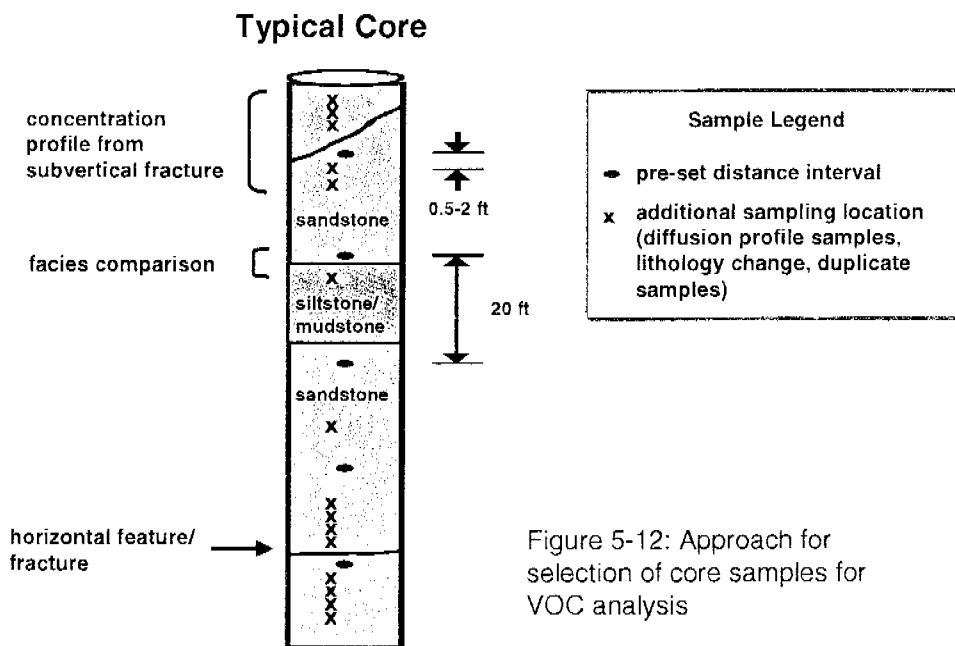 Typical Core
concentration
profile from
subvertical fracture
x
x
x
x
x
sandstone
0.5-2 ft
facies comparison
x
siltstone/
mudstone
20 ft
sandstone
x
x
x
x
x
horizontal feature/
fracture
x
x
x
x
Sample Legend
pre-set distance interval
x additional sampling location
(diffusion profile samples,
lithology change, duplicate
samples)
Figure 5-12: Approach for
selection of core samples for
VOC analysis